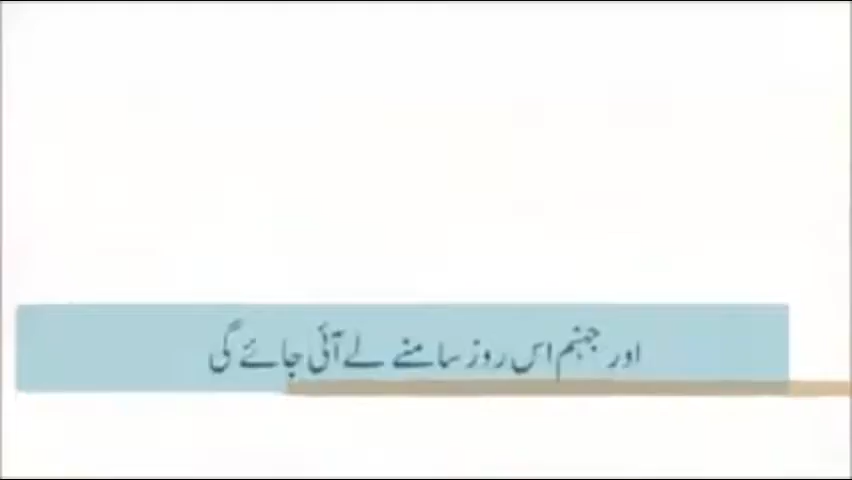 اور جہنم اس روز سامنے لے آئی جائے گی